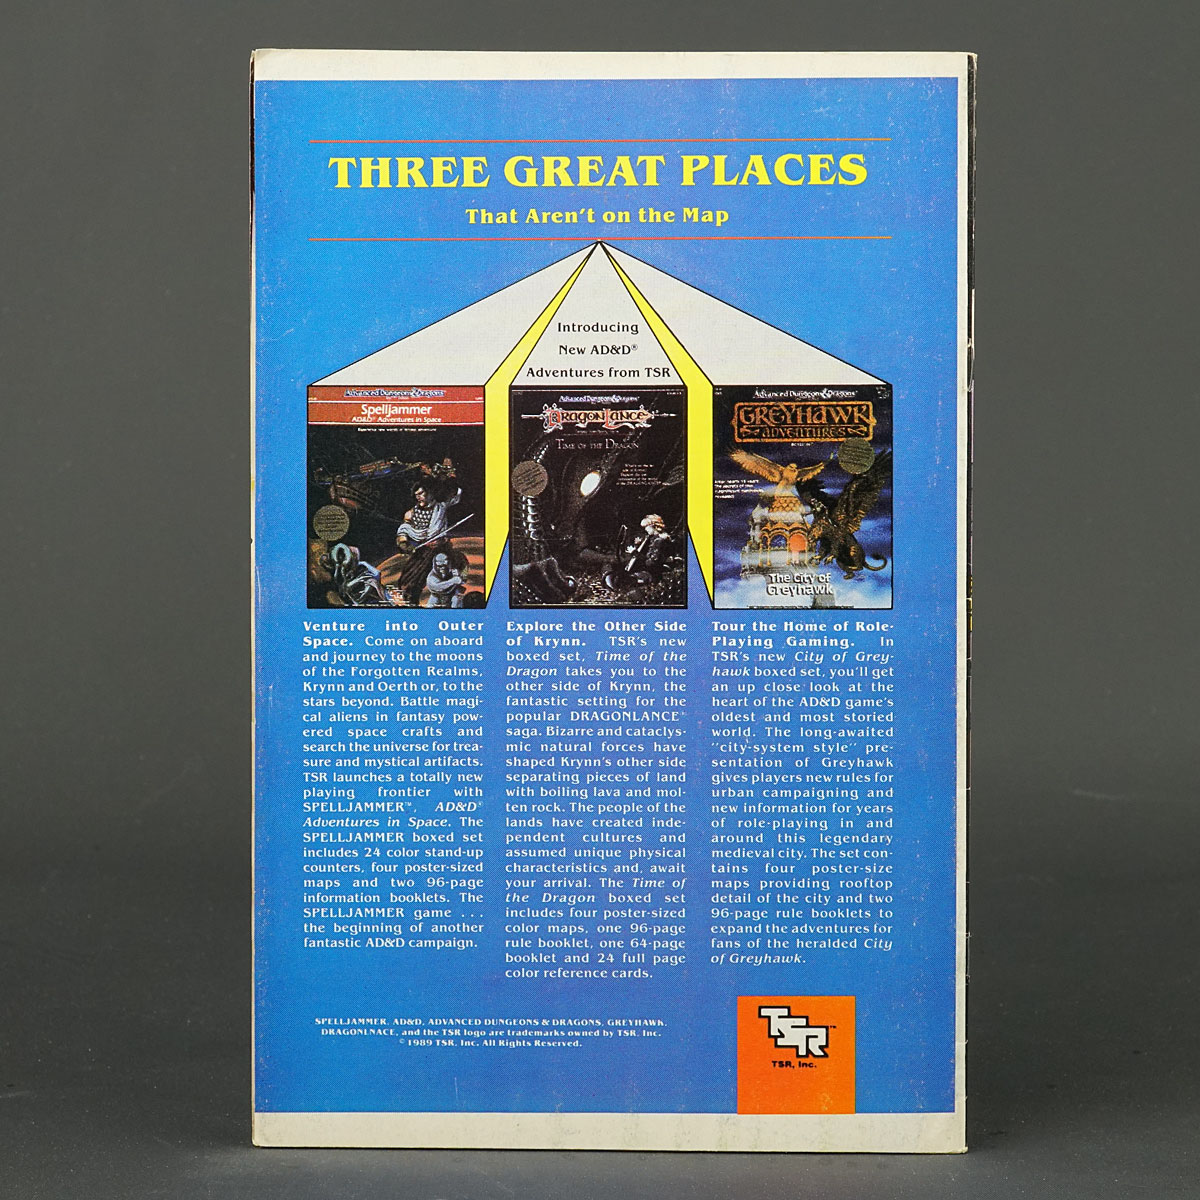 THREE GREAT PLACES
That Aren't on the Map
Introducing
New AD&D®
Adventures from TSR
Advanced Dungeons & Dragons
Spelljammer
AD&D® Adventures in Space
Advanced Dungeons & Dragons
DRAGONLANCE
TIME OF THE DRAGON
Advanced Dungeons & Dragons
GREYHAWK
ADVENTURES
The City of
Greyhawk
Venture into Outer
Space. Come on aboard
and journey to the moons
of the Forgotten Realms,
Krynn and Oerth or, to the
stars beyond. Battle magi-
cal aliens in fantasy pow-
ered space crafts and
search the universe for trea-
sure and mystical artifacts.
TSR launches a totally new
playing frontier with
SPELLJAMMER™, AD&D®
Adventures in Space. The
SPELLJAMMER boxed set
includes 24 color stand-up
counters, four poster-sized
maps and two 96-page
information booklets. The
SPELLJAMMER game . . .
the beginning of another
fantastic AD&D campaign.
Explore the Other Side
of Krynn. TSR's new
boxed set, Time of the
Dragon takes you to the
other side of Krynn, the
fantastic setting for the
popular DRAGONLANCE™
saga. Bizarre and cataclys-
mic natural forces have
shaped Krynn's other side
separating pieces of land
with boiling lava and mol-
ten rock. The people of the
lands have created inde-
pendent cultures and
assumed unique physical
characteristics and, await
your arrival. The Time of
the Dragon boxed set
includes four poster-sized
color maps, one 96-page
rule booklet, one 64-page
booklet and 24 full page
color reference cards.
Tour the Home of Role-
Playing Gaming. In
TSR's new City of Grey-
hawk boxed set, you'll get
an up close look at the
heart of the AD&D game's
oldest and most storied
world. The long-awaited
"city-system style" pre-
sentation of Greyhawk
gives players new rules for
urban campaigning and
new information for years
of role-playing in and
around this legendary
medieval city. The set con-
tains four poster-size
maps providing rooftop
detail of the city and two
96-page rule booklets to
expand the adventures for
fans of the heralded City
of Greyhawk.
SPELLJAMMER, AD&D, ADVANCED DUNGEONS & DRAGONS, GREYHAWK,
DRAGONLNACE, and the TSR logo are trademarks owned by TSR, Inc.
© 1989 TSR, Inc. All Rights Reserved.
TSR™
TSR, Inc.